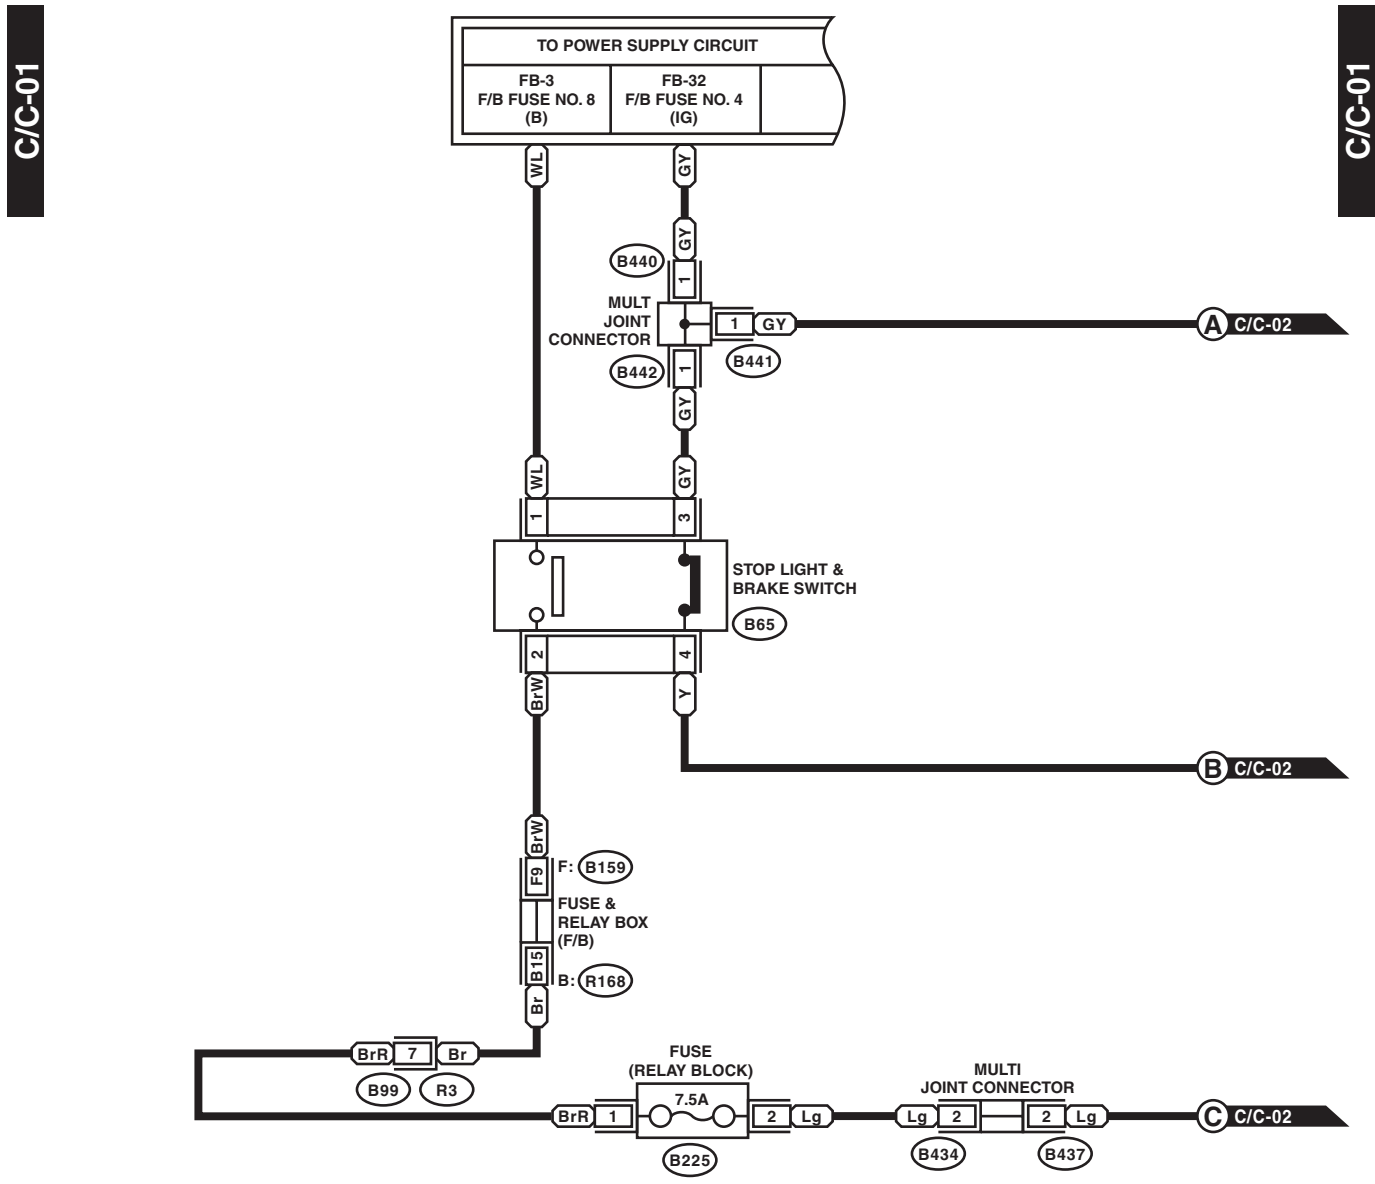 C/C-01
C/C-01
TO POWER SUPPLY CIRCUIT
FB-3
F/B FUSE NO. 8
(B)
FB-32
F/B FUSE NO. 4
(IG)
WL
GY
GY
B440
1
MULT
JOINT
CONNECTOR
1
GY
A
C/C-02
B442
1
B441
GY
WL
GY
1
3
STOP LIGHT &
BRAKE SWITCH
B65
2
4
BrW
Y
B
C/C-02
BrW
F9
F:
B159
FUSE &
RELAY BOX
(F/B)
B15
B:
R168
Br
BrR
7
Br
B99
R3
FUSE
(RELAY BLOCK)
7.5A
BrR
1
2
Lg
B225
MULTI
JOINT CONNECTOR
Lg
2
2
Lg
B434
B437
C
C/C-02